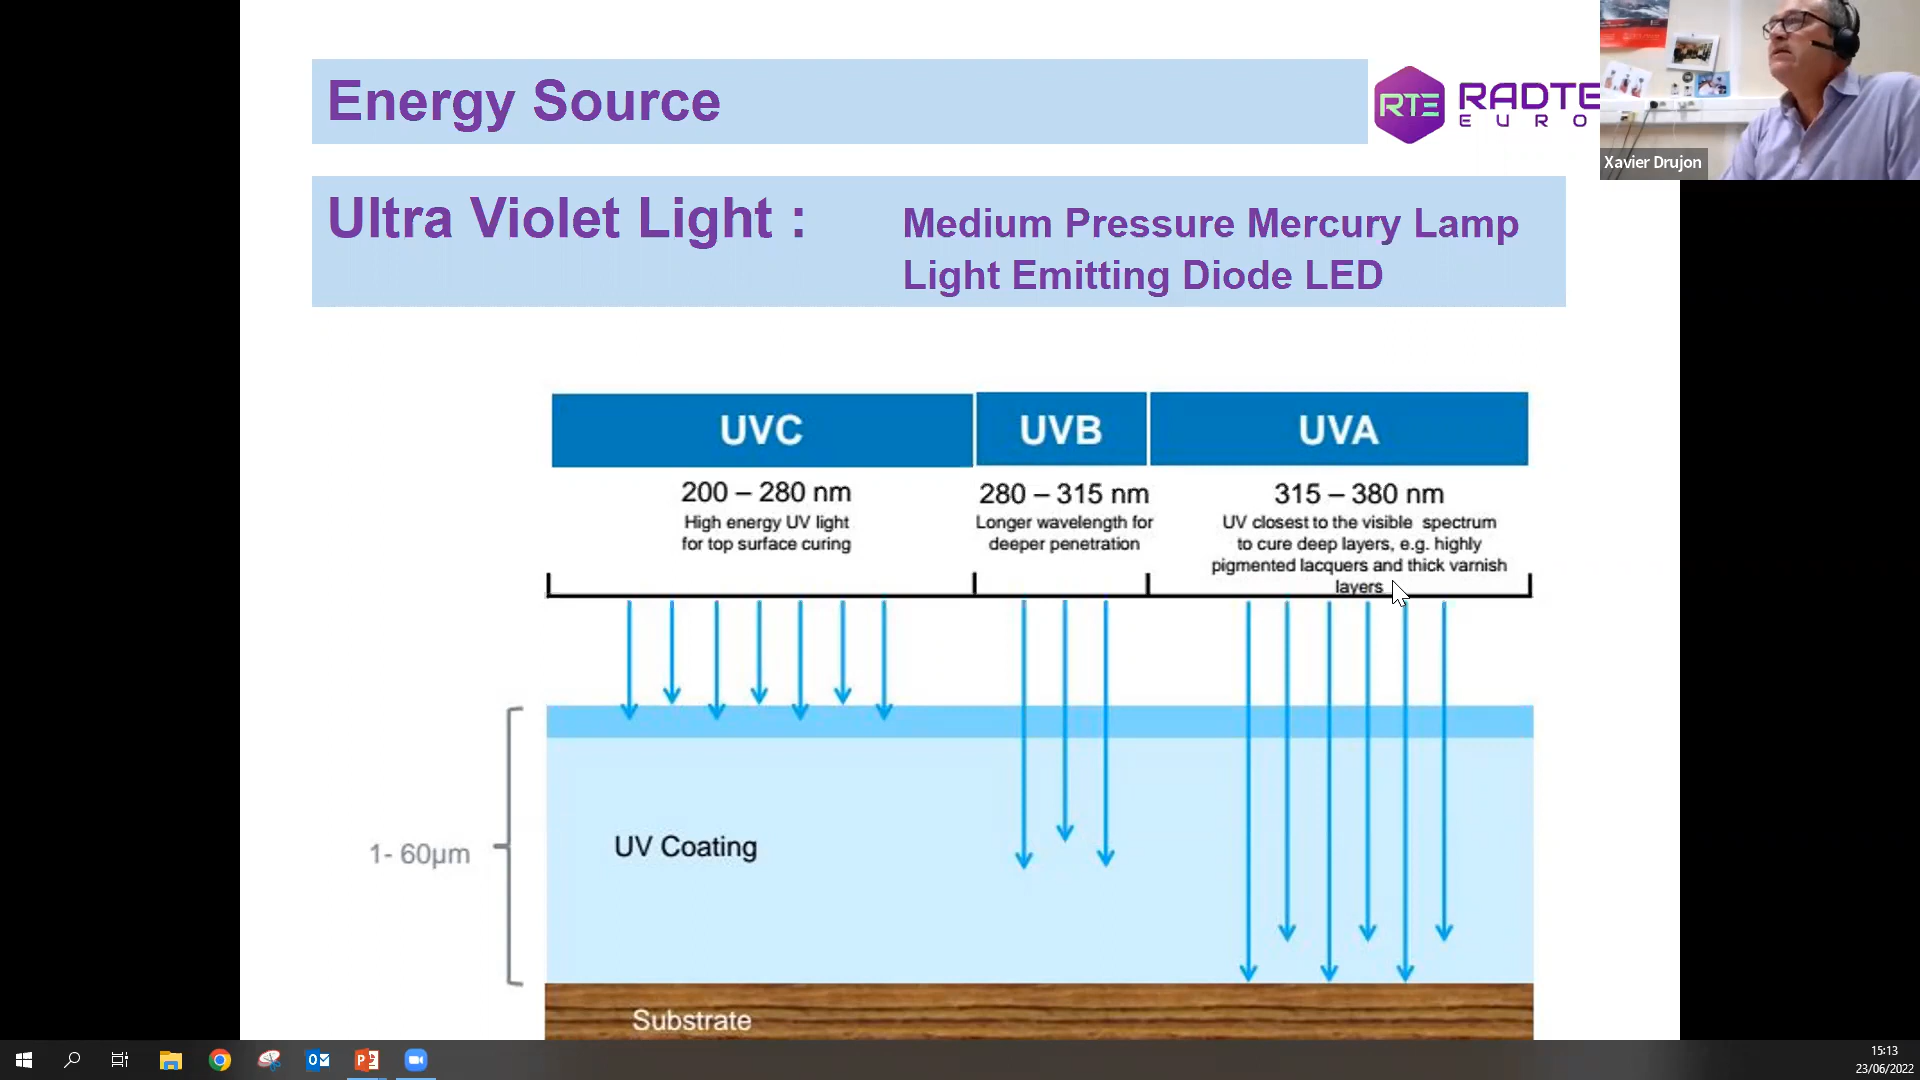 Energy Source
RTE RADTE
EURO
Xavier Drujon
Ultra Violet Light :
Medium Pressure Mercury Lamp
Light Emitting Diode LED
UVC
UVB
UVA
200 – 280 nm
High energy UV light
for top surface curing
280 – 315 nm
Longer wavelength for
deeper penetration
315 – 380 nm
UV closest to the visible spectrum
to cure deep layers, e.g. highly
pigmented lacquers and thick varnish
layers
1- 60µm
UV Coating
Substrate
15:13
23/06/2022